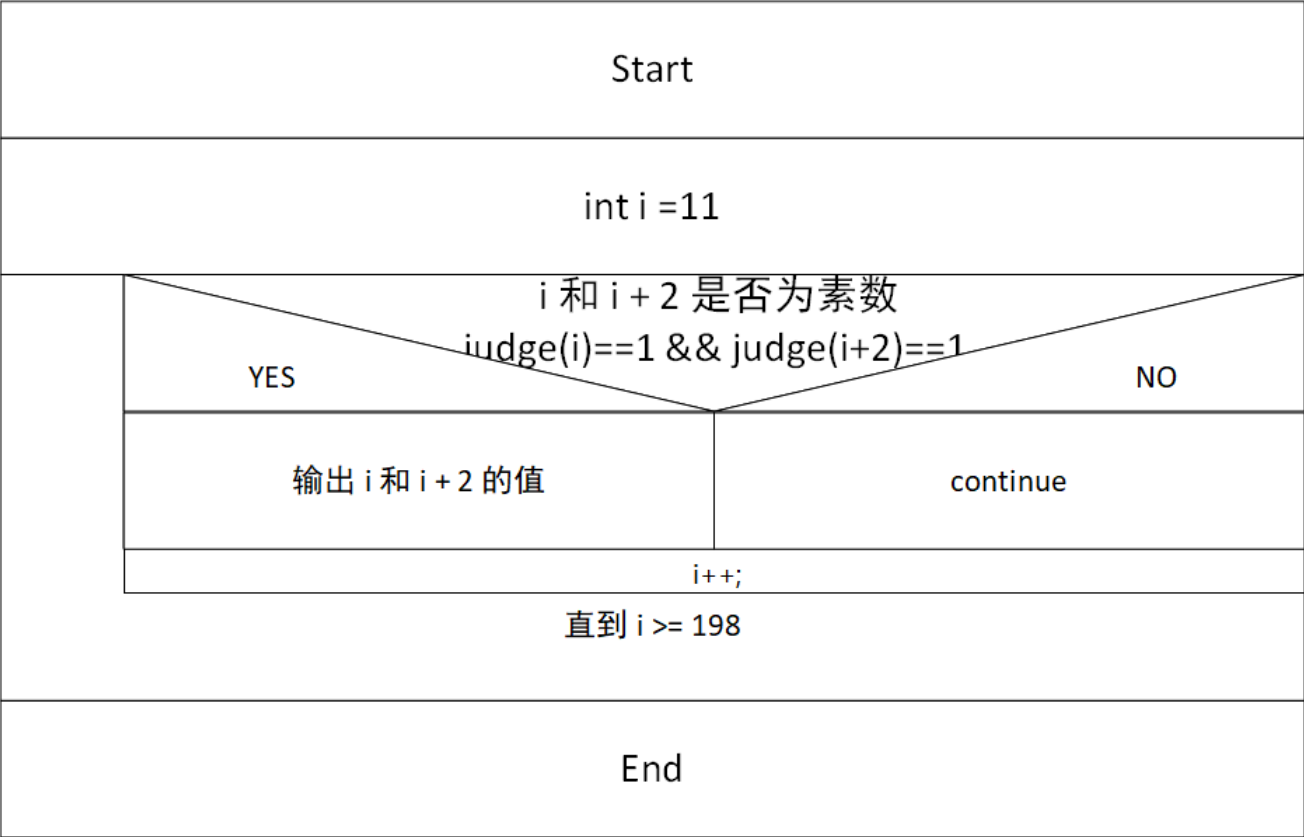 Start
int i =11
i 和 i + 2 是否为素数
judge(i)==1 && judge(i+2)==1
YES
NO
输出 i 和 i + 2 的值
continue
i++;
直到 i >= 198
End